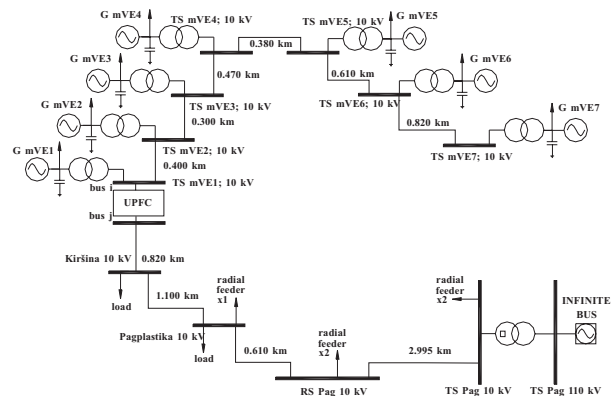 G mVE4
TS mVE4; 10 kV
TS mVE5; 10 kV
G mVE5
0.380 km
G mVE3
0.470 km
0.610 km
G mVE6
TS mVE3; 10 kV
TS mVE6; 10 kV
G mVE2
0.300 km
0.820 km
G mVE7
TS mVE2; 10 kV
TS mVE7; 10 kV
G mVE1
0.400 km
TS mVE1; 10 kV
bus i
UPFC
bus j
Kiršina 10 kV
0.820 km
load
1.100 km
radial
feeder
x1
Pagplastika 10 kV
load
0.610 km
radial
feeder
x2
RS Pag 10 kV
2.995 km
radial
feeder
x2
INFINITE
BUS
TS Pag 10 kV
TS Pag 110 kV